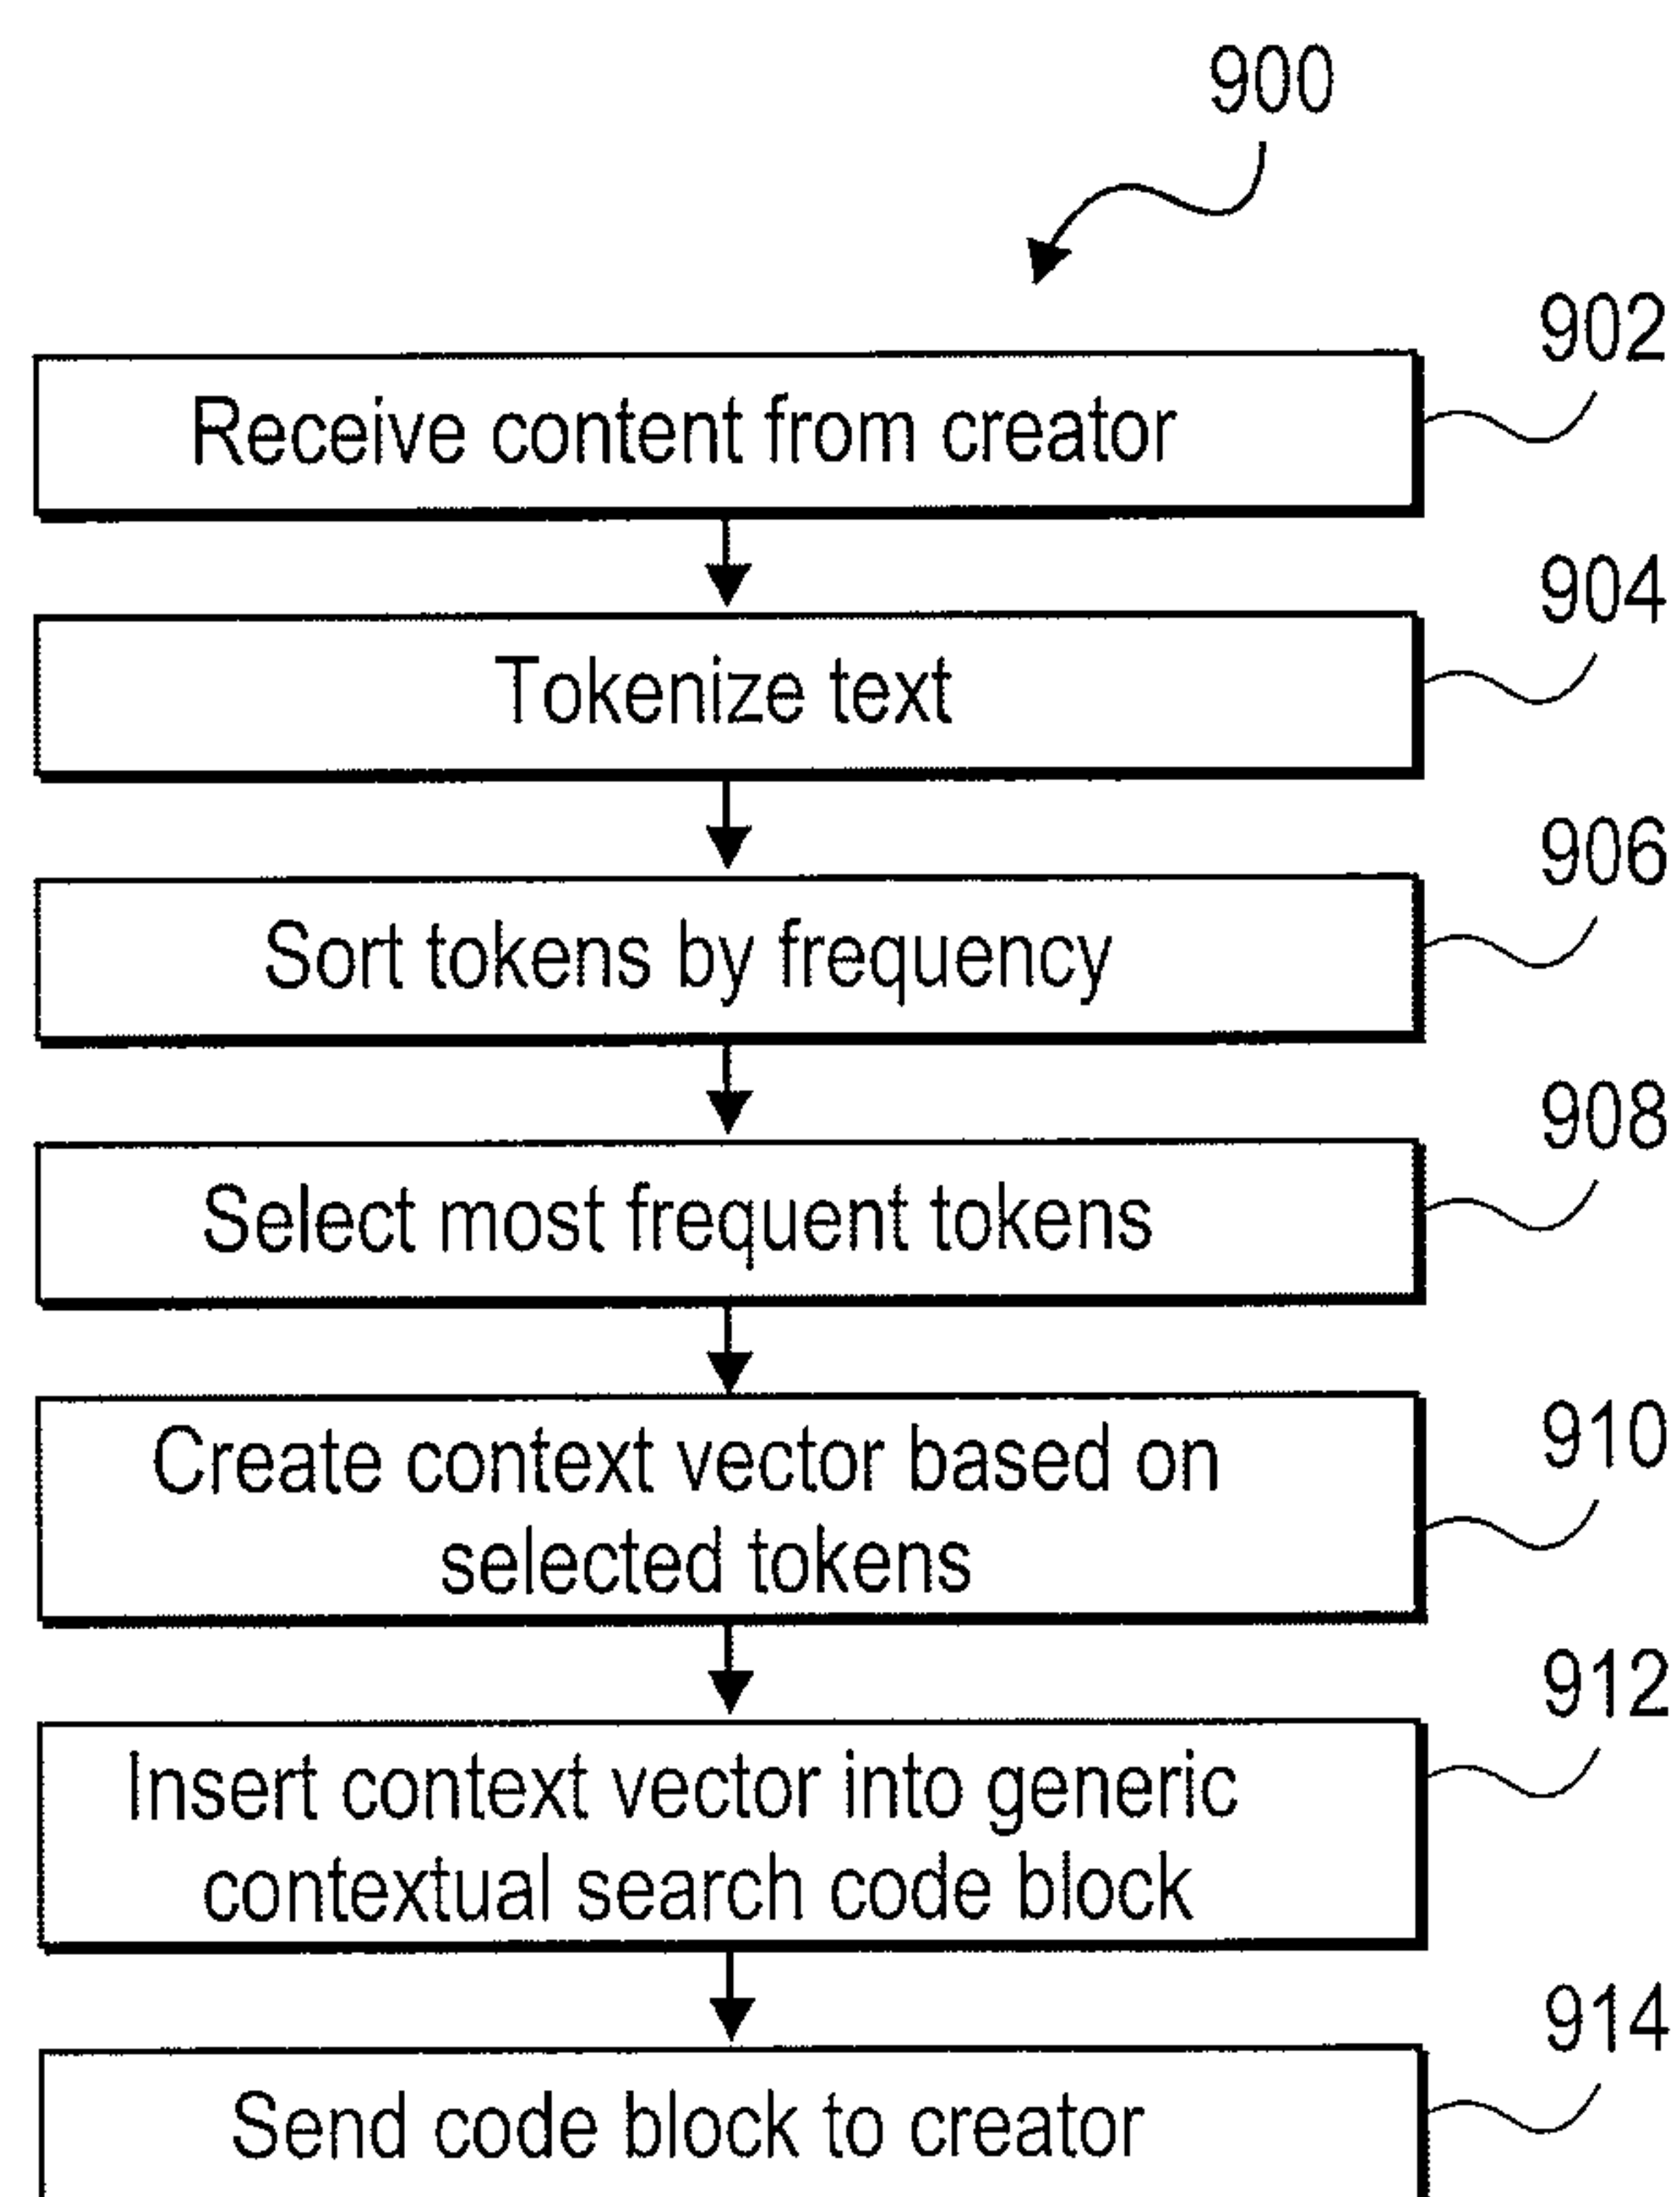 900
902
Receive content from creator
904
Tokenize text
906
Sort tokens by frequency
908
Select most frequent tokens
910
Create context vector based on
selected tokens
912
Insert context vector into generic
contextual search code block
914
Send code block to creator